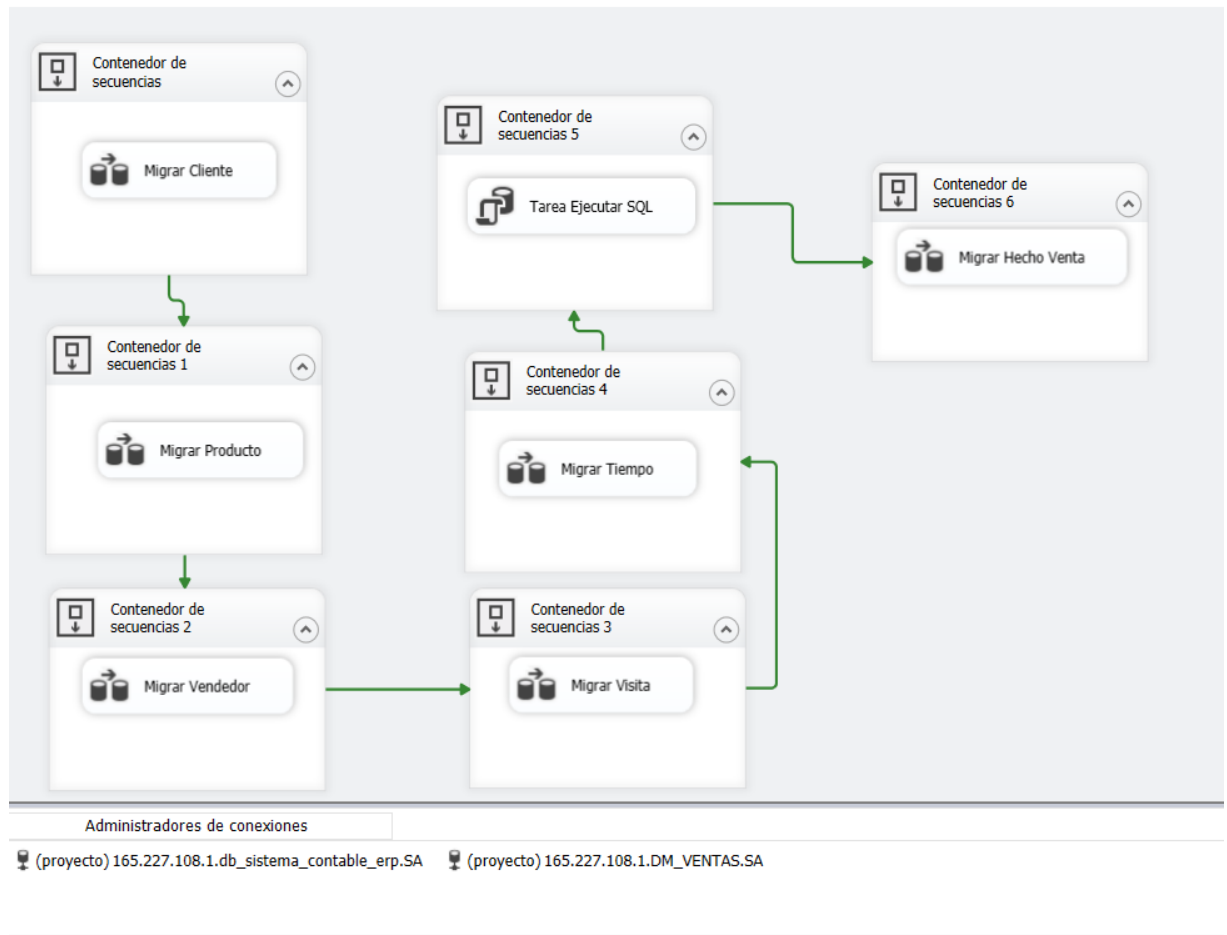 Contenedor de
secuencias
Migrar Cliente
Contenedor de
secuencias 1
Migrar Producto
Contenedor de
secuencias 2
Migrar Vendedor
Contenedor de
secuencias 3
Migrar Visita
Contenedor de
secuencias 4
Migrar Tiempo
Contenedor de
secuencias 5
Tarea Ejecutar SQL
Contenedor de
secuencias 6
Migrar Hecho Venta
Administradores de conexiones
(proyecto) 165.227.108.1.db_sistema_contable_erp.SA
(proyecto) 165.227.108.1.DM_VENTAS.SA